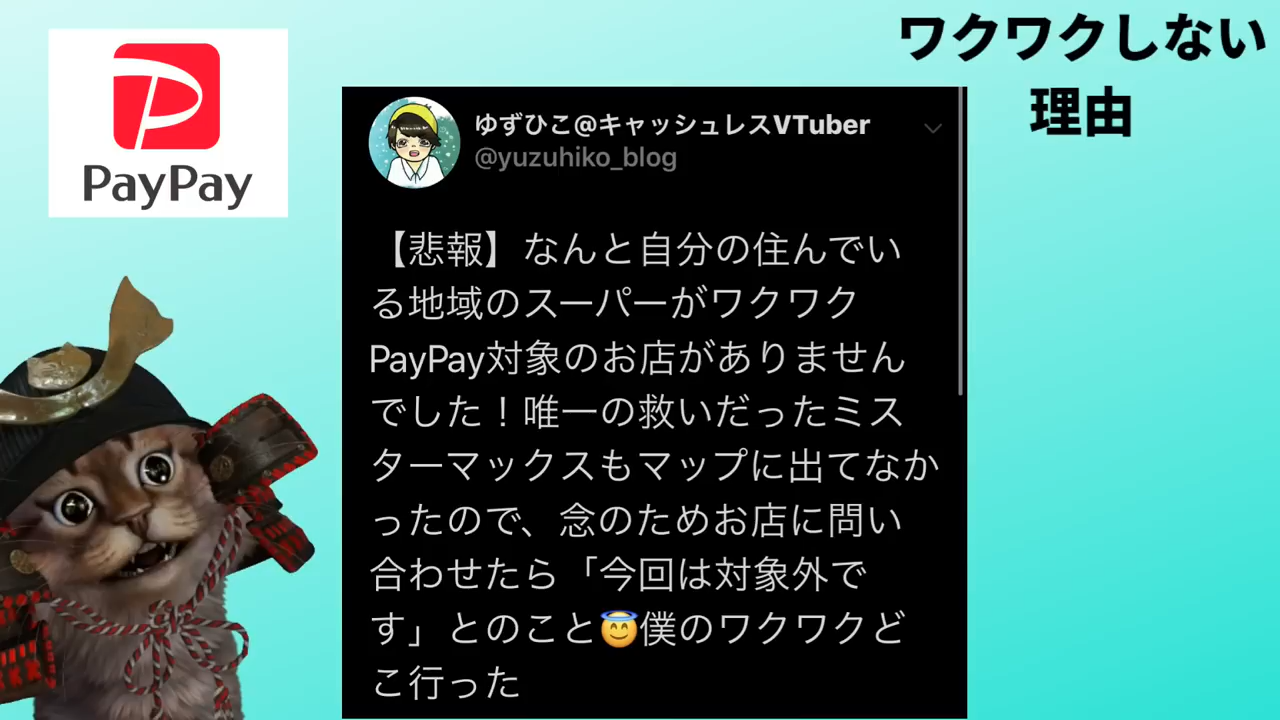 PayPay
ワクワクしない
理由
ゆずひこ@キャッシュレスVTuber
@yuzuhiko_blog
【悲報】なんと自分の住んでい
る地域のスーパーがワクワク
PayPay対象のお店がありません
でした！唯一の救いだったミス
ターマックスもマップに出てなか
ったので、念のためお店に問い
合わせたら「今回は対象外で
す」とのこと😇僕のワクワクど
こ行った